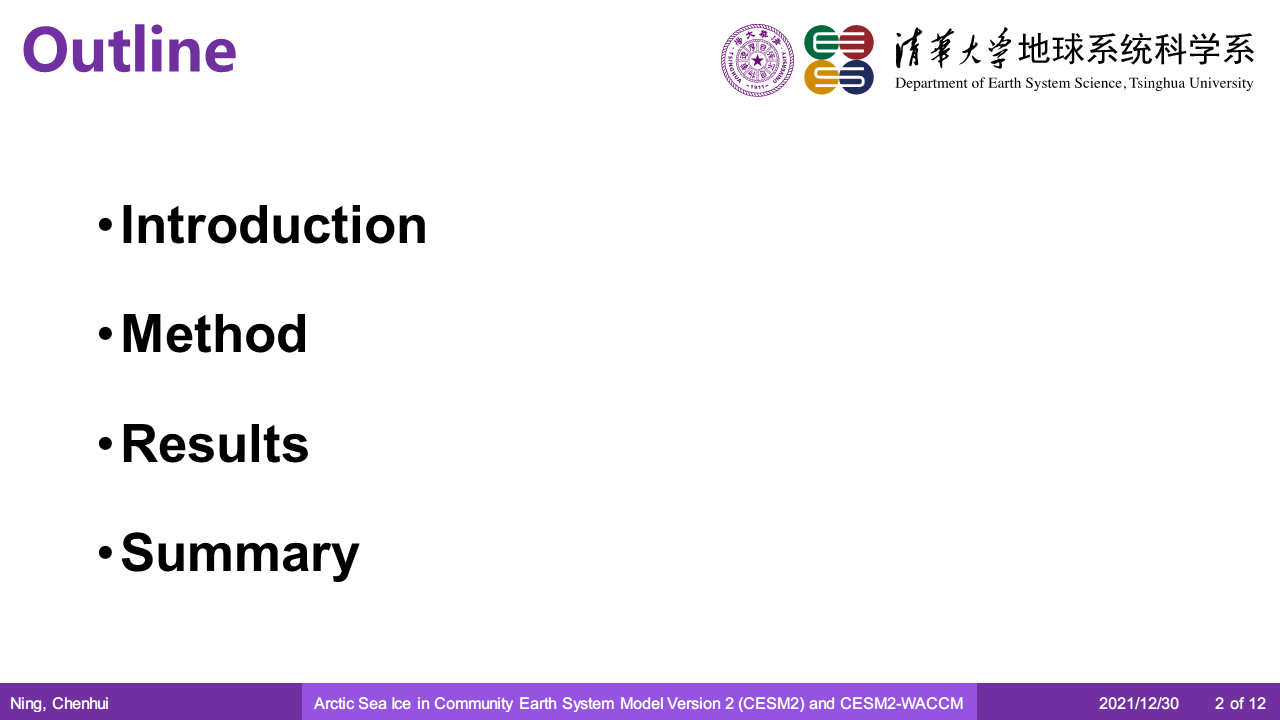 Outline
清华大学地球系统科学系
Department of Earth System Science, Tsinghua University
• Introduction
• Method
• Results
• Summary
Ning, Chenhui
Arctic Sea Ice in Community Earth System Model Version 2 (CESM2) and CESM2-WACCM
2021/12/30
2 of 12